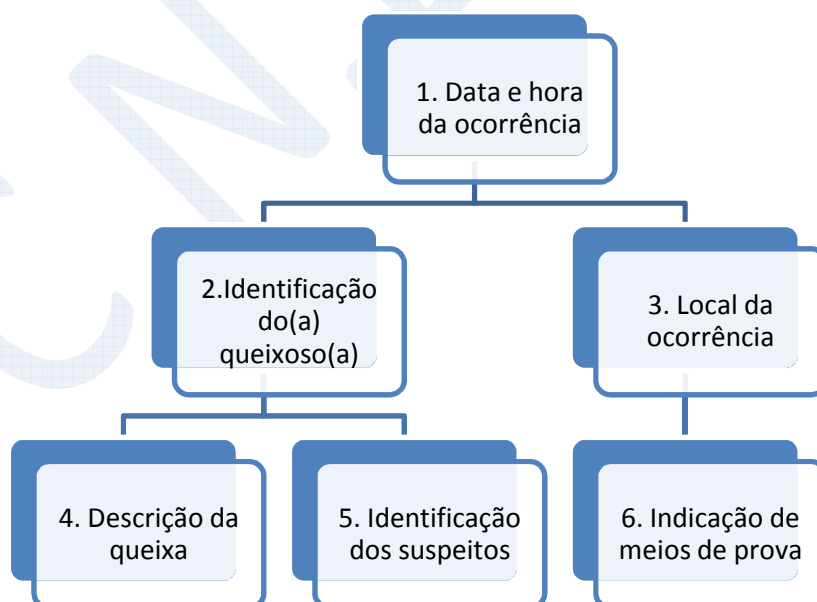 1. Data e hora
da ocorrência
2.Identificação
do(a)
queixoso(a)
3. Local da
ocorrência
4. Descrição da
queixa
5. Identificação
dos suspeitos
6. Indicação de
meios de prova